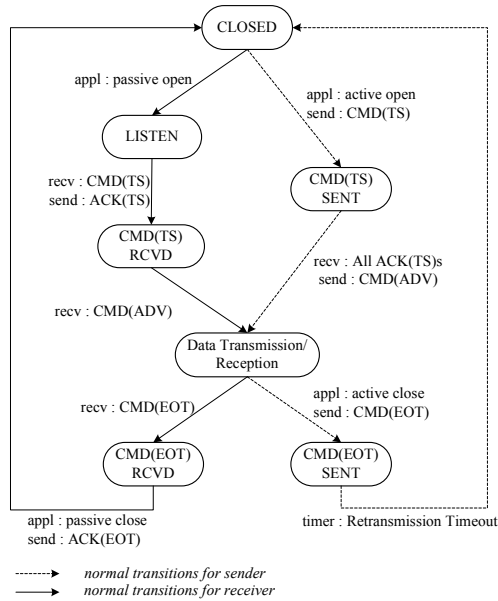 CLOSED
appl : passive open
appl : active open
send : CMD(TS)
LISTEN
recv : CMD(TS)
send : ACK(TS)
CMD(TS)
SENT
CMD(TS)
RCVD
recv : All ACK(TS)s
send : CMD(ADV)
recv : CMD(ADV)
Data Transmission/
Reception
recv : CMD(EOT)
appl : active close
send : CMD(EOT)
CMD(EOT)
RCVD
CMD(EOT)
SENT
appl : passive close
send : ACK(EOT)
timer : Retransmission Timeout
normal transitions for sender
normal transitions for receiver